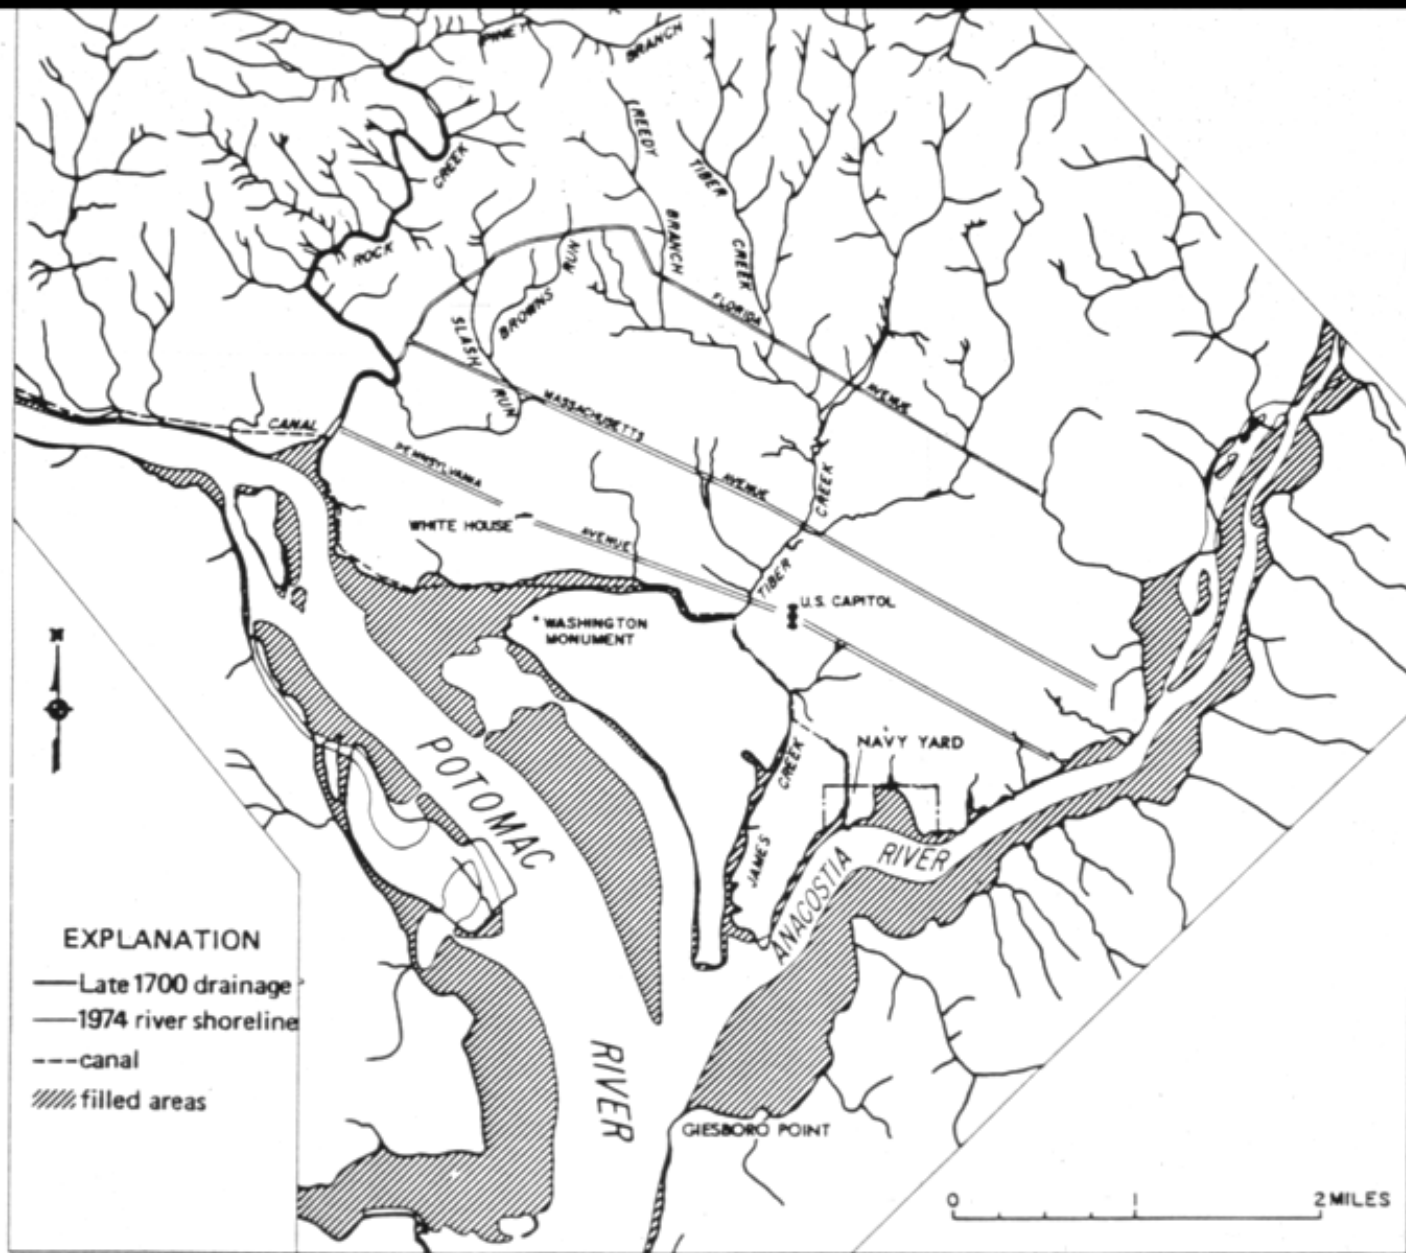 PINEY
BRANCH
CREEK
ROCK
REEDY
BRANCH
TIBER
CREEK
SLASH
RUN
BROWNS
RUN
FLORIDA
AVENUE
CANAL
MASSACHUSETTS
AVENUE
PENNSYLVANIA
AVENUE
WHITE HOUSE
TIBER
CREEK
U.S. CAPITOL
WASHINGTON
MONUMENT
N
NAVY YARD
JAMES
CREEK
POTOMAC
RIVER
ANACOSTIA
RIVER
GIESBORO POINT
EXPLANATION
Late 1700 drainage
1974 river shoreline
canal
filled areas
0 1 2 MILES